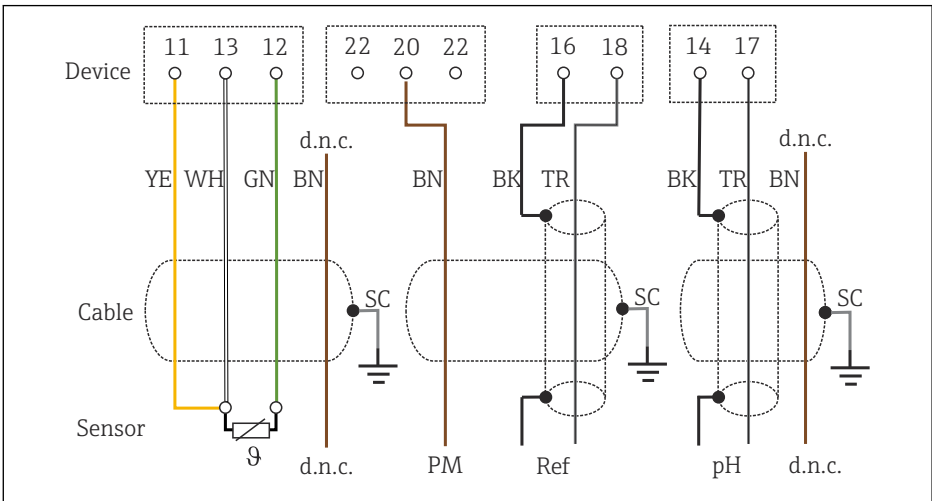 11 13 12 22 20 22 16 18 14 17
Device
d.n.c. d.n.c.
YE WH GN BN BN BK TR BK TR BN
SC SC SC
Cable
Sensor
ϑ d.n.c. PM Ref pH d.n.c.